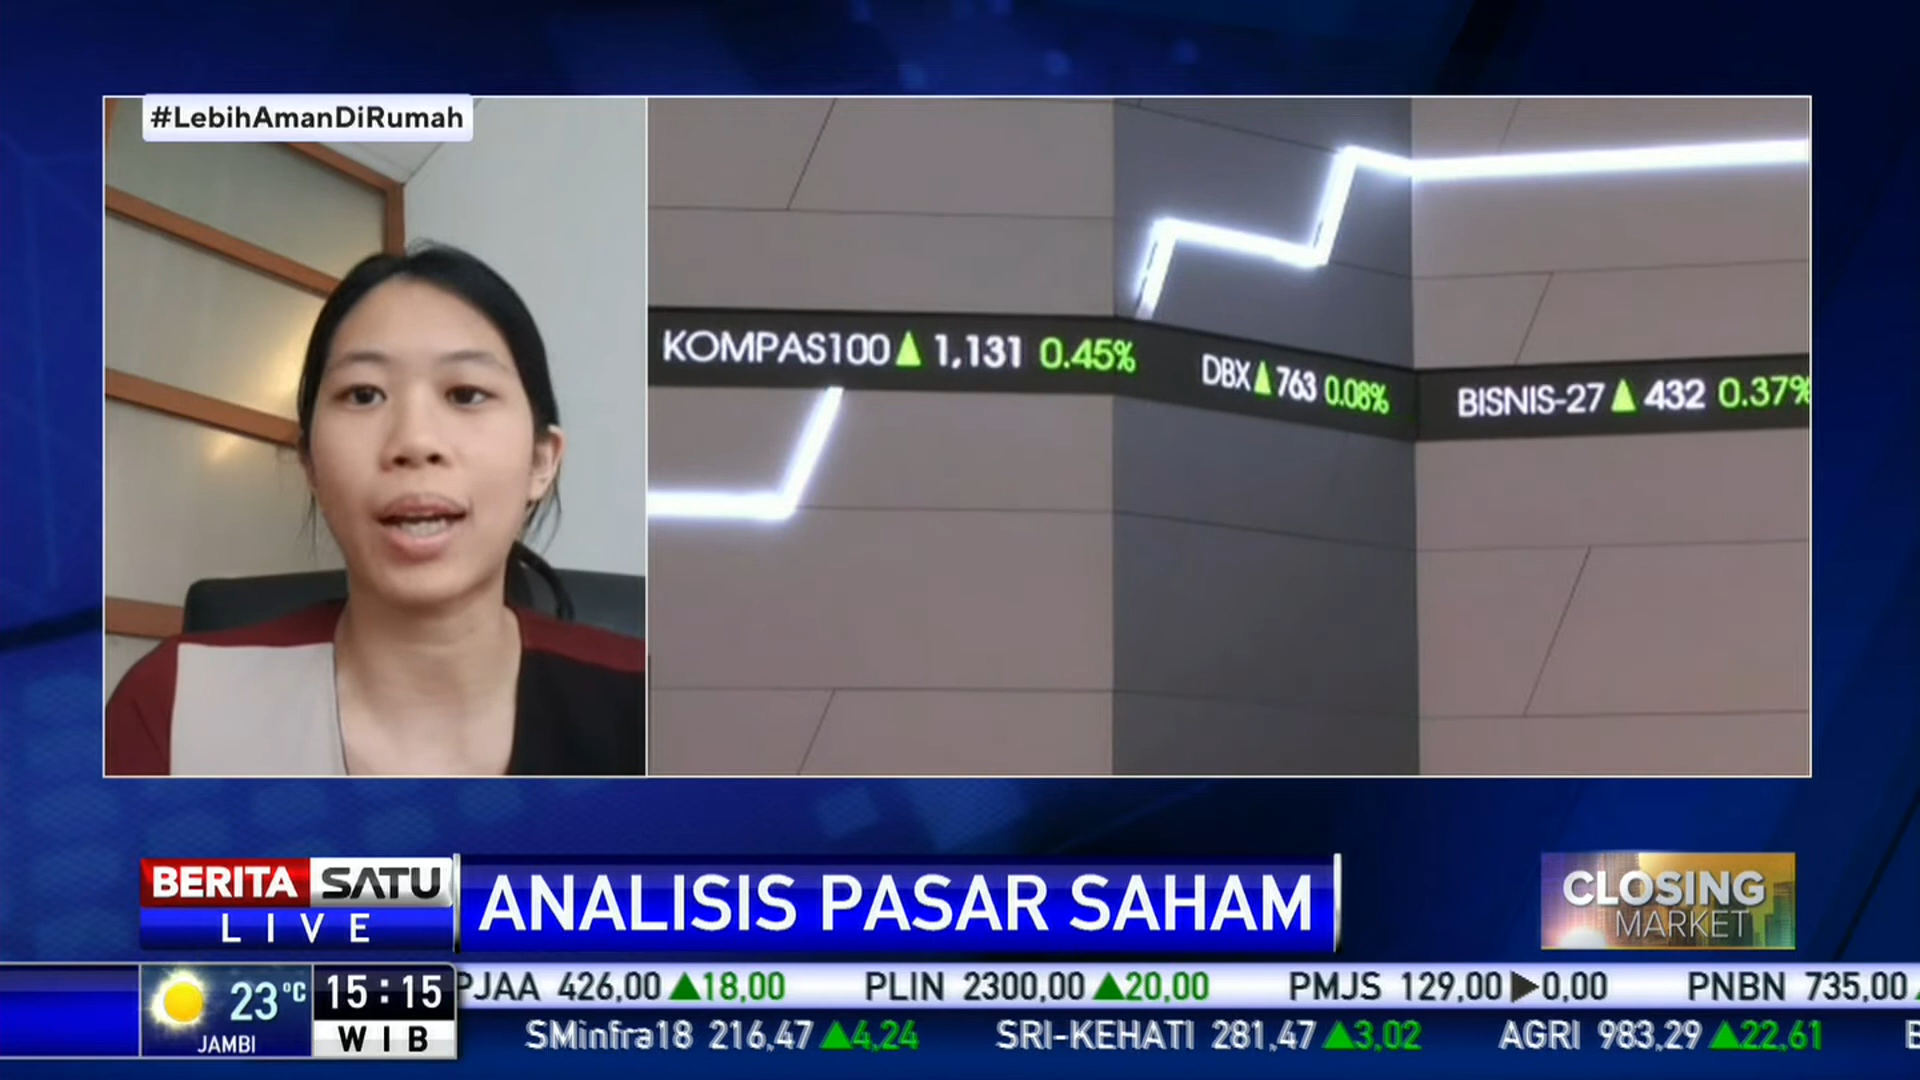 #LebihAmanDiRumah
KOMPAS100 ▲ 1,131 0.45%
DBX ▲ 763 0.08%
BISNIS-27 ▲ 432 0.37%
BERITA SATU
LIVE
ANALISIS PASAR SAHAM
CLOSING
MARKET
23°C
JAMBI
15:15
WIB
PJAA 426,00 ▲18,00 PLIN 2300,00 ▲20,00 PMJS 129,00 ▶0,00 PNBN 735,00
SMinfra18 216,47 ▲4,24 SRI-KEHATI 281,47 ▲3,02 AGRI 983,29 ▲22,61